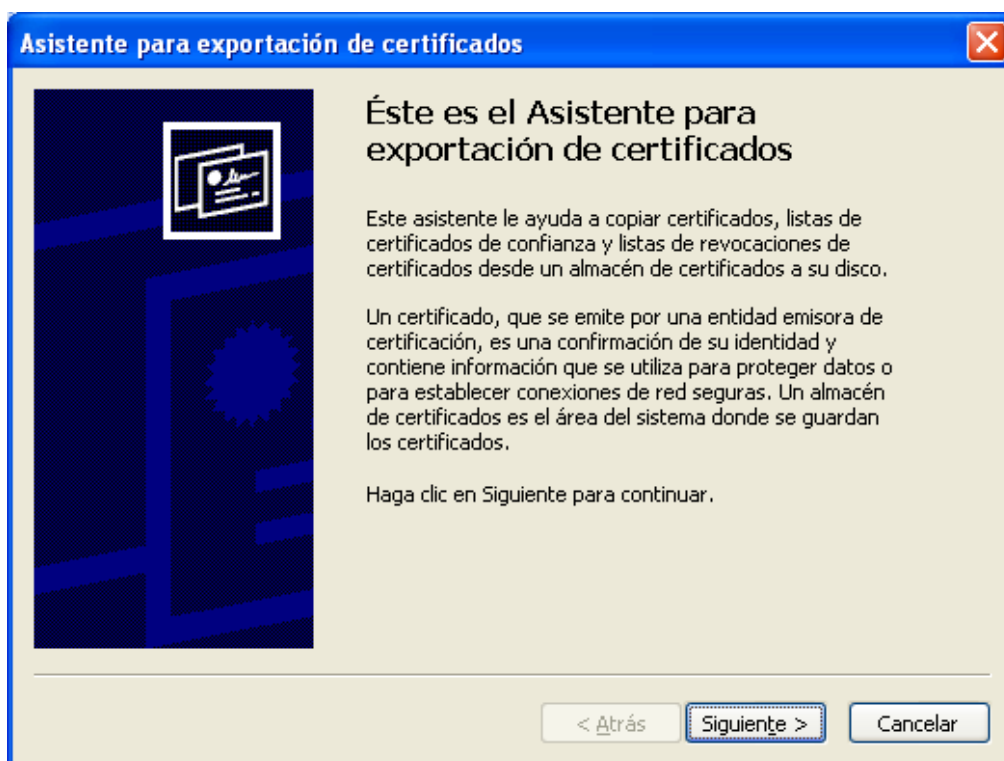 Asistente para exportación de certificados
Éste es el Asistente para
exportación de certificados
Este asistente le ayuda a copiar certificados, listas de
certificados de confianza y listas de revocaciones de
certificados desde un almacén de certificados a su disco.
Un certificado, que se emite por una entidad emisora de
certificación, es una confirmación de su identidad y
contiene información que se utiliza para proteger datos o
para establecer conexiones de red seguras. Un almacén
de certificados es el área del sistema donde se guardan
los certificados.
Haga clic en Siguiente para continuar.
< Atrás Siguiente > Cancelar